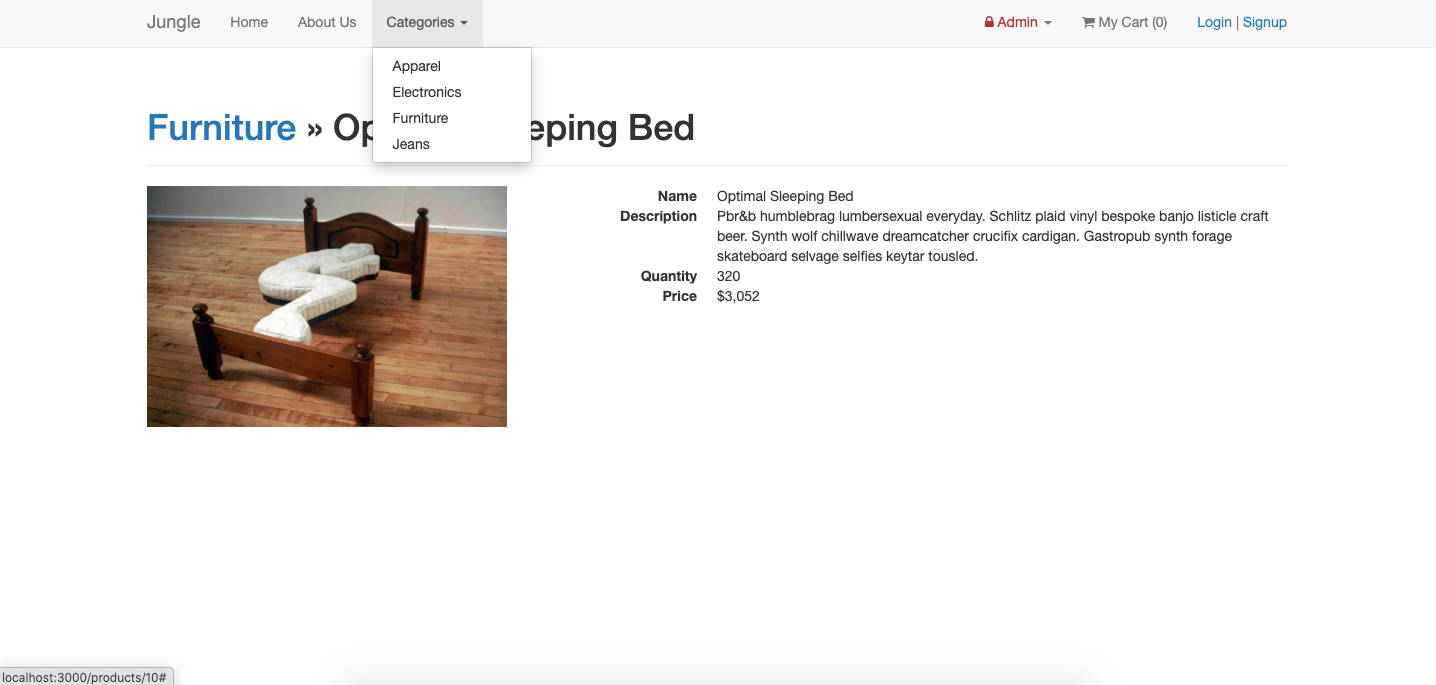 Jungle Home About Us Categories Admin My Cart (0) Login | Signup
Apparel
Electronics
Furniture
Jeans
Furniture » Op eping Bed
Name Optimal Sleeping Bed
Description Pbr&b humblebrag lumbersexual everyday. Schlitz plaid vinyl bespoke banjo listicle craft
beer. Synth wolf chillwave dreamcatcher crucifix cardigan. Gastropub synth forage
skateboard selvage selfies keytar tousled.
Quantity 320
Price $3,052
localhost:3000/products/10#